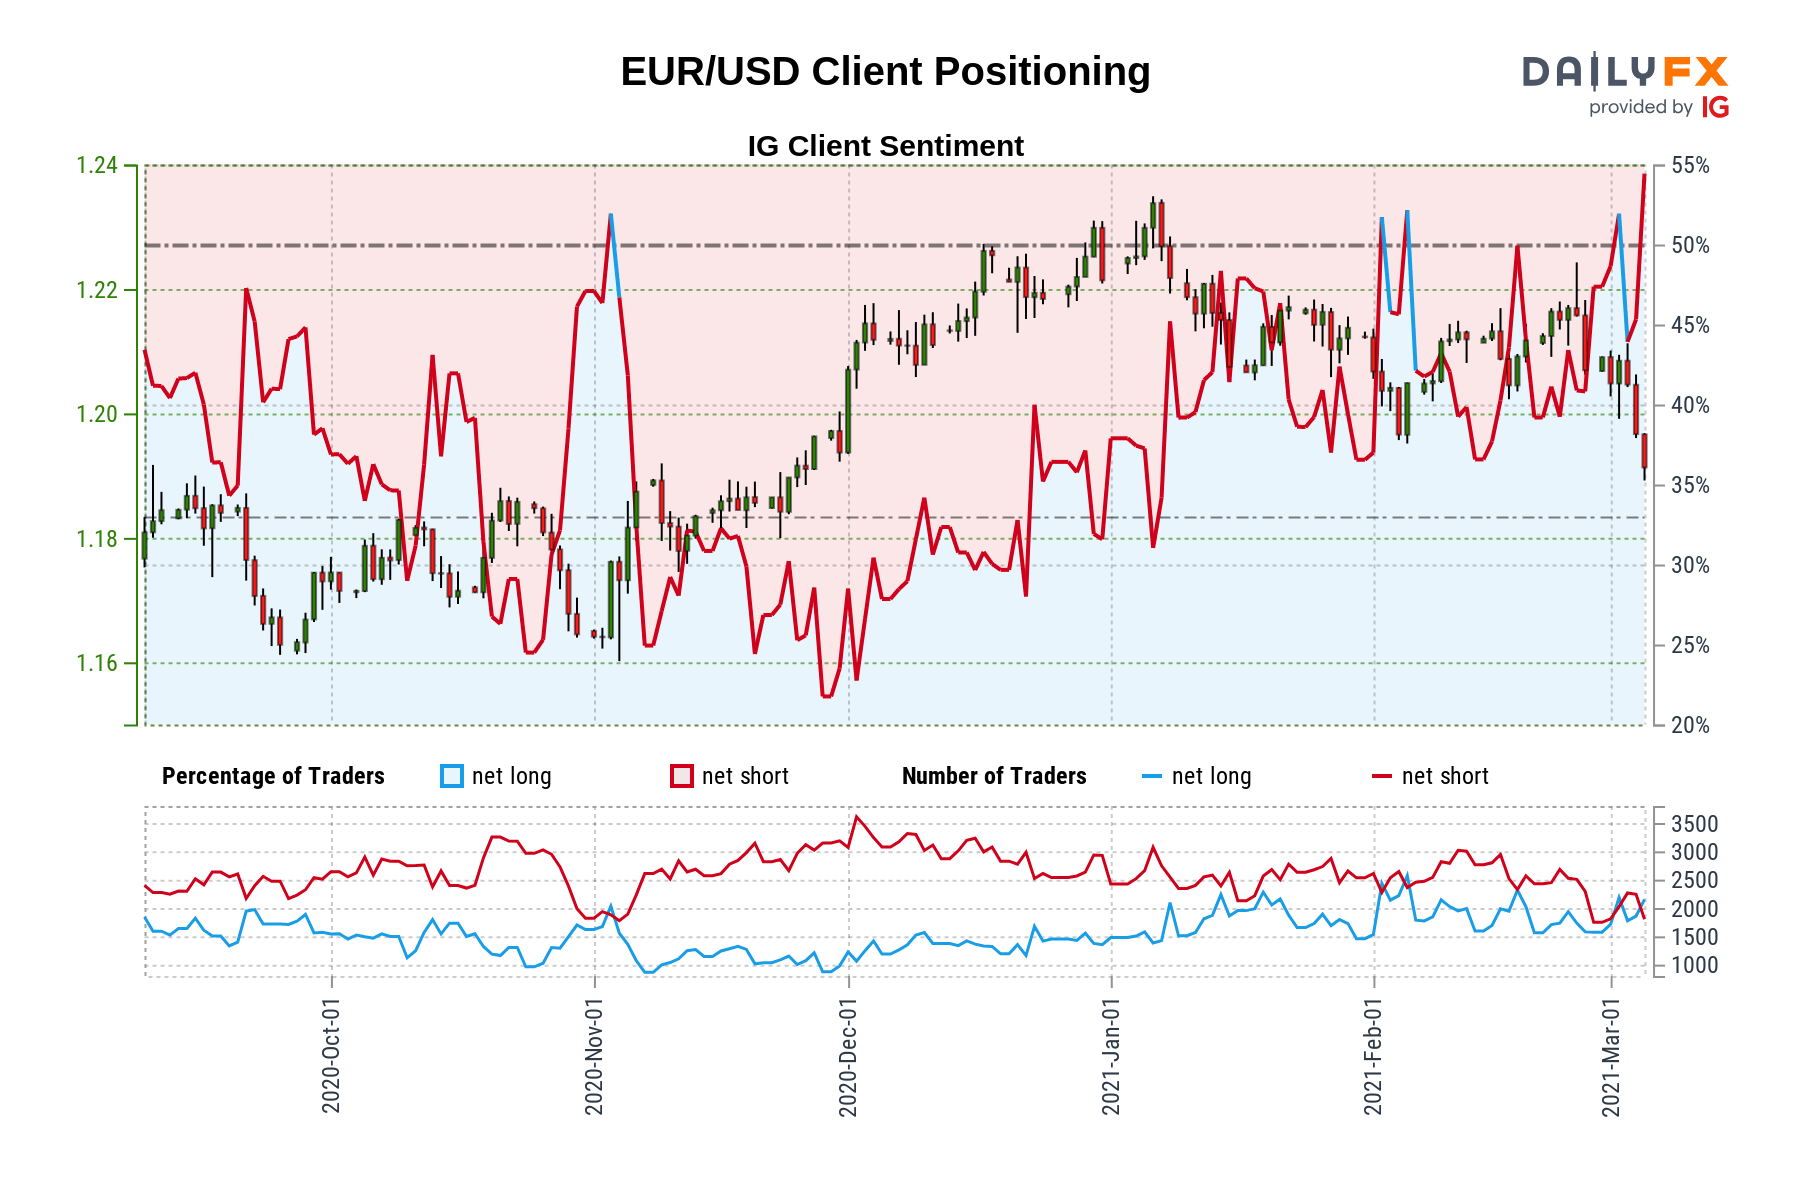 EUR/USD Client Positioning
DAILYFX
provided by IG
IG Client Sentiment
1.24
1.22
1.20
1.18
1.16
55%
50%
45%
40%
35%
30%
25%
20%
Percentage of Traders net long net short Number of Traders net long net short
3500
3000
2500
2000
1500
1000
2020-Oct-01
2020-Nov-01
2020-Dec-01
2021-Jan-01
2021-Feb-01
2021-Mar-01